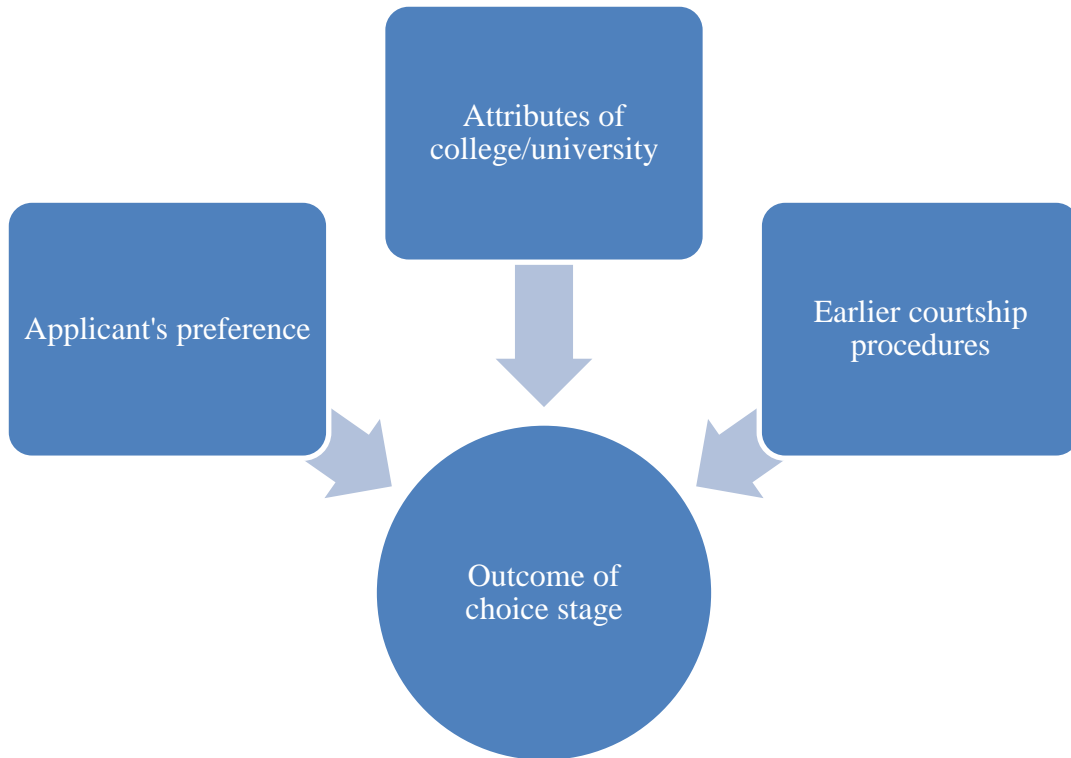 Attributes of
college/university
Applicant's preference
Earlier courtship
procedures
Outcome of
choice stage